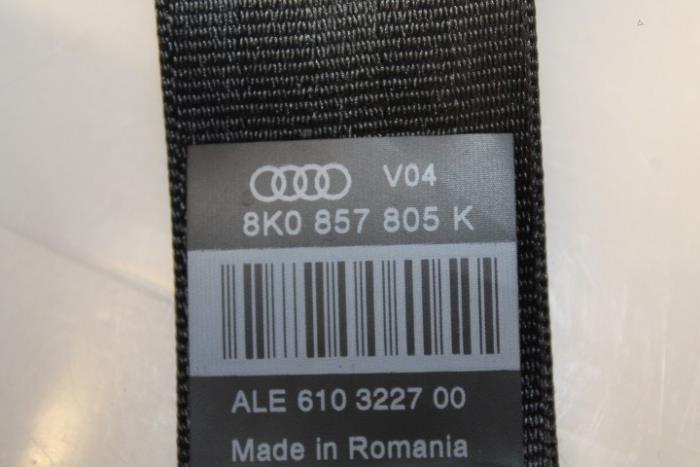 V04
8K0 857 805 K
ALE 610 3227 00
Made in Romania